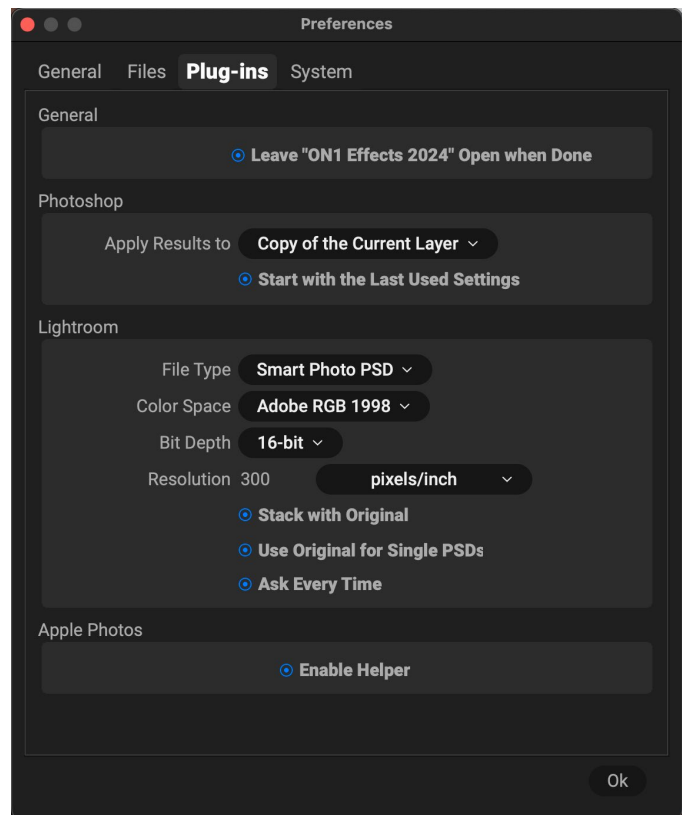 Preferences
General Files Plug-ins System
General
Leave "ON1 Effects 2024" Open when Done
Photoshop
Apply Results to Copy of the Current Layer
Start with the Last Used Settings
Lightroom
File Type Smart Photo PSD
Color Space Adobe RGB 1998
Bit Depth 16-bit
Resolution 300 pixels/inch
Stack with Original
Use Original for Single PSDs
Ask Every Time
Apple Photos
Enable Helper
Ok